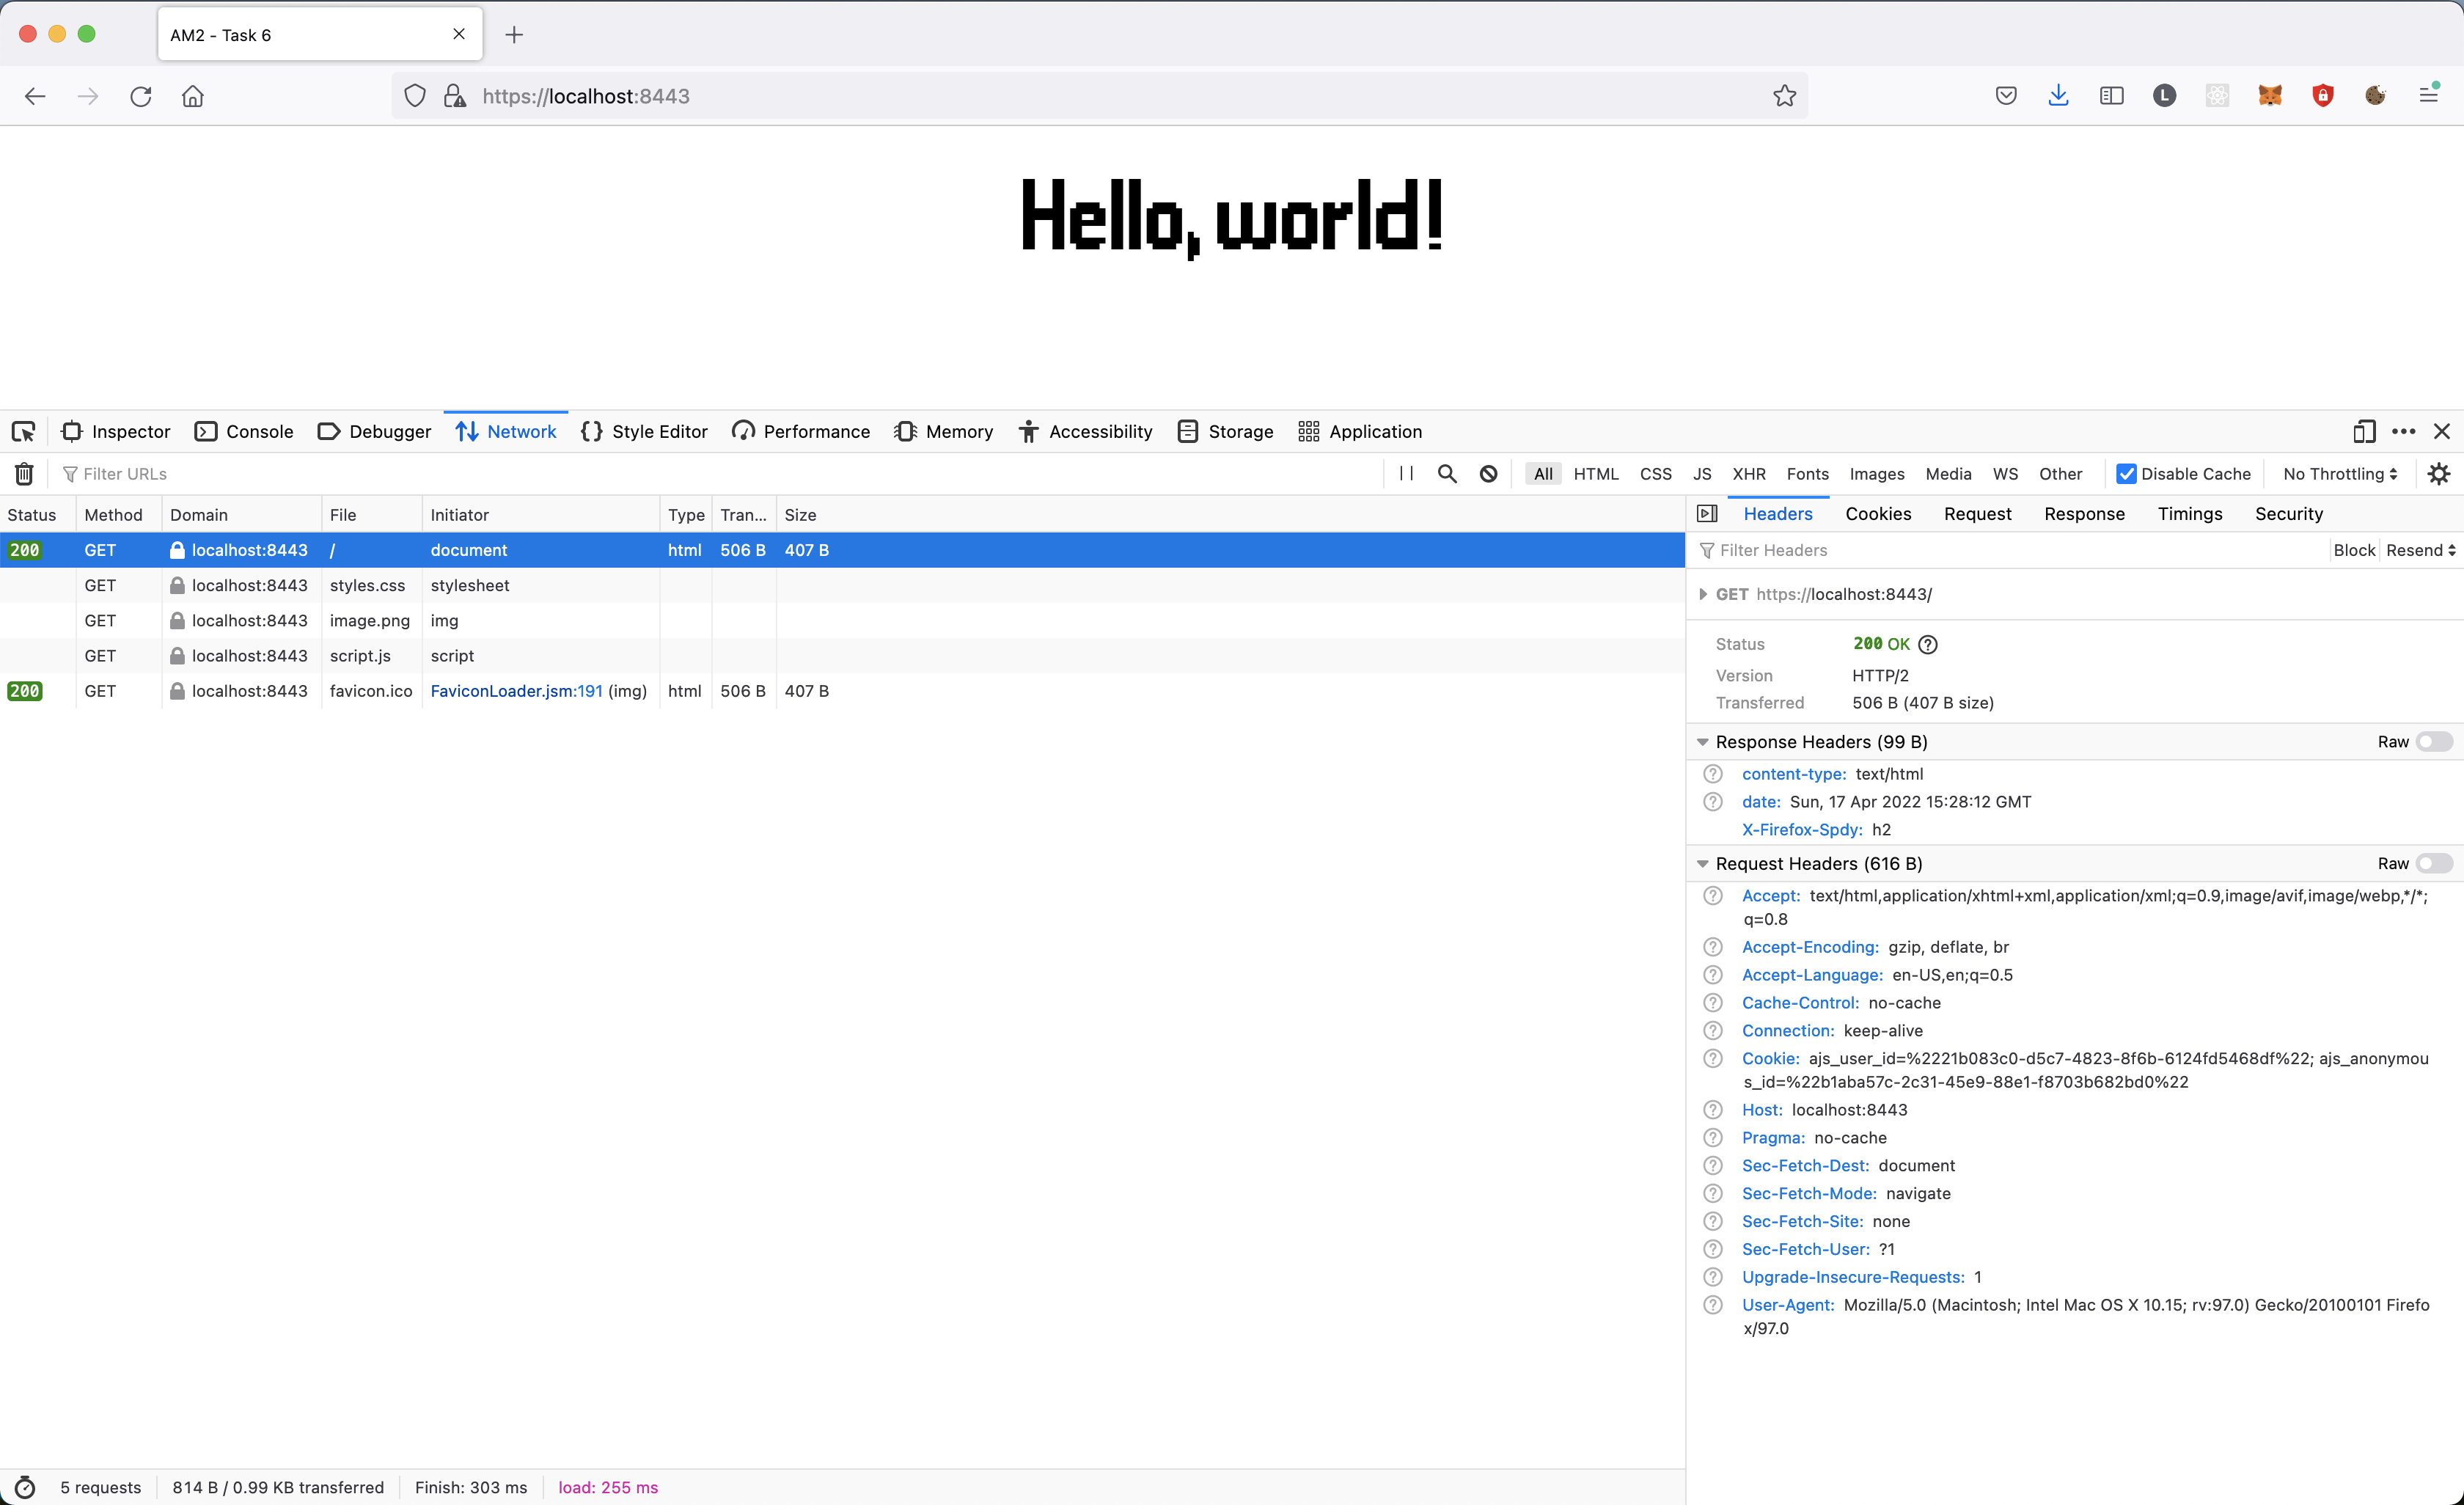 AM2 - Task 6
https://localhost:8443
L
Hello, world!
Inspector Console Debugger Network Style Editor Performance Memory Accessibility Storage Application
Filter URLs All HTML CSS JS XHR Fonts Images Media WS Other Disable Cache No Throttling
Status Method Domain File Initiator Type Tran... Size
200 GET localhost:8443 / document html 506 B 407 B
GET localhost:8443 styles.css stylesheet
GET localhost:8443 image.png img
GET localhost:8443 script.js script
200 GET localhost:8443 favicon.ico FaviconLoader.jsm:191 (img) html 506 B 407 B
Headers Cookies Request Response Timings Security
Filter Headers Block Resend
GET https://localhost:8443/
Status 200 OK
Version HTTP/2
Transferred 506 B (407 B size)
Response Headers (99 B) Raw
content-type: text/html
date: Sun, 17 Apr 2022 15:28:12 GMT
X-Firefox-Spdy: h2
Request Headers (616 B) Raw
Accept: text/html,application/xhtml+xml,application/xml;q=0.9,image/avif,image/webp,*/*;
q=0.8
Accept-Encoding: gzip, deflate, br
Accept-Language: en-US,en;q=0.5
Cache-Control: no-cache
Connection: keep-alive
Cookie: ajs_user_id=%2221b083c0-d5c7-4823-8f6b-6124fd5468df%22; ajs_anonymou
s_id=%22b1aba57c-2c31-45e9-88e1-f8703b682bd0%22
Host: localhost:8443
Pragma: no-cache
Sec-Fetch-Dest: document
Sec-Fetch-Mode: navigate
Sec-Fetch-Site: none
Sec-Fetch-User: ?1
Upgrade-Insecure-Requests: 1
User-Agent: Mozilla/5.0 (Macintosh; Intel Mac OS X 10.15; rv:97.0) Gecko/20100101 Firefo
x/97.0
5 requests 814 B / 0.99 KB transferred Finish: 303 ms load: 255 ms